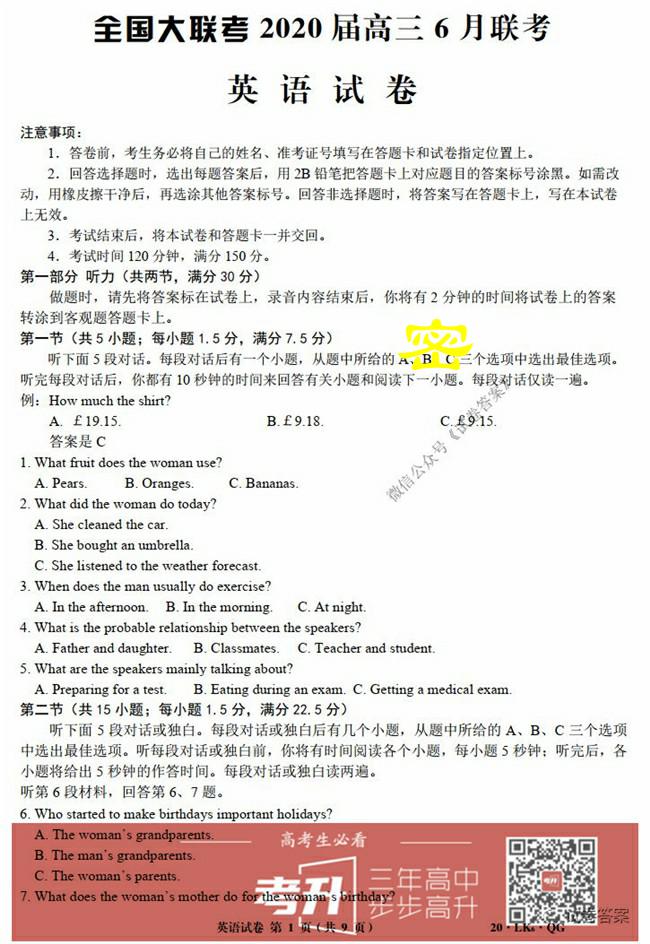 全国大联考 2020 届高三 6 月联考
英 语 试 卷
注意事项：
1．答卷前，考生务必将自己的姓名、准考证号填写在答题卡和试卷指定位置上。
2．回答选择题时，选出每题答案后，用 2B 铅笔把答题卡上对应题目的答案标号涂黑。如需改
动，用橡皮擦干净后，再选涂其他答案标号。回答非选择题时，将答案写在答题卡上，写在本试卷
上无效。
3．考试结束后，将本试卷和答题卡一并交回。
4．考试时间 120 分钟，满分 150 分。
第一部分 听力（共两节，满分 30 分）
做题时，请先将答案标在试卷上，录音内容结束后，你将有 2 分钟的时间将试卷上的答案
转涂到客观题答题卡上。
第一节（共 5 小题；每小题 1.5 分，满分 7.5 分）
密
听下面 5 段对话。每段对话后有一个小题，从题中所给的 A、B、C 三个选项中选出最佳选项。
听完每段对话后，你都有 10 秒钟的时间来回答有关小题和阅读下一小题。每段对话仅读一遍。
例：How much the shirt?
A. ￡19.15. B.￡9.18. C.￡9.15.
答案是 C
微信公众号《试卷答案》
1. What fruit does the woman use?
A. Pears. B. Oranges. C. Bananas.
2. What did the woman do today?
A. She cleaned the car.
B. She bought an umbrella.
C. She listened to the weather forecast.
3. When does the man usually do exercise?
A. In the afternoon. B. In the morning. C. At night.
4. What is the probable relationship between the speakers?
A. Father and daughter. B. Classmates. C. Teacher and student.
5. What are the speakers mainly talking about?
A. Preparing for a test. B. Eating during an exam. C. Getting a medical exam.
第二节（共 15 小题；每小题 1.5 分，满分 22.5 分）
听下面 5 段对话或独白。每段对话或独白后有几个小题，从题中所给的 A、B、C 三个选项
中选出最佳选项。听每段对话或独白前，你将有时间阅读各个小题，每小题 5 秒钟；听完后，各
小题将给出 5 秒钟的作答时间。每段对话或独白读两遍。
听第 6 段材料，回答第 6、7 题。
6. Who started to make birthdays important holidays?
A. The woman's grandparents.
高考生必看
B. The man's grandparents.
C. The woman's parents.
考升
三年高中
步步高升
考升
试卷答案
7. What does the woman's mother do for the woman's birthday?
英语试卷 第 1 页（共 9 页） 20·LK6·QG